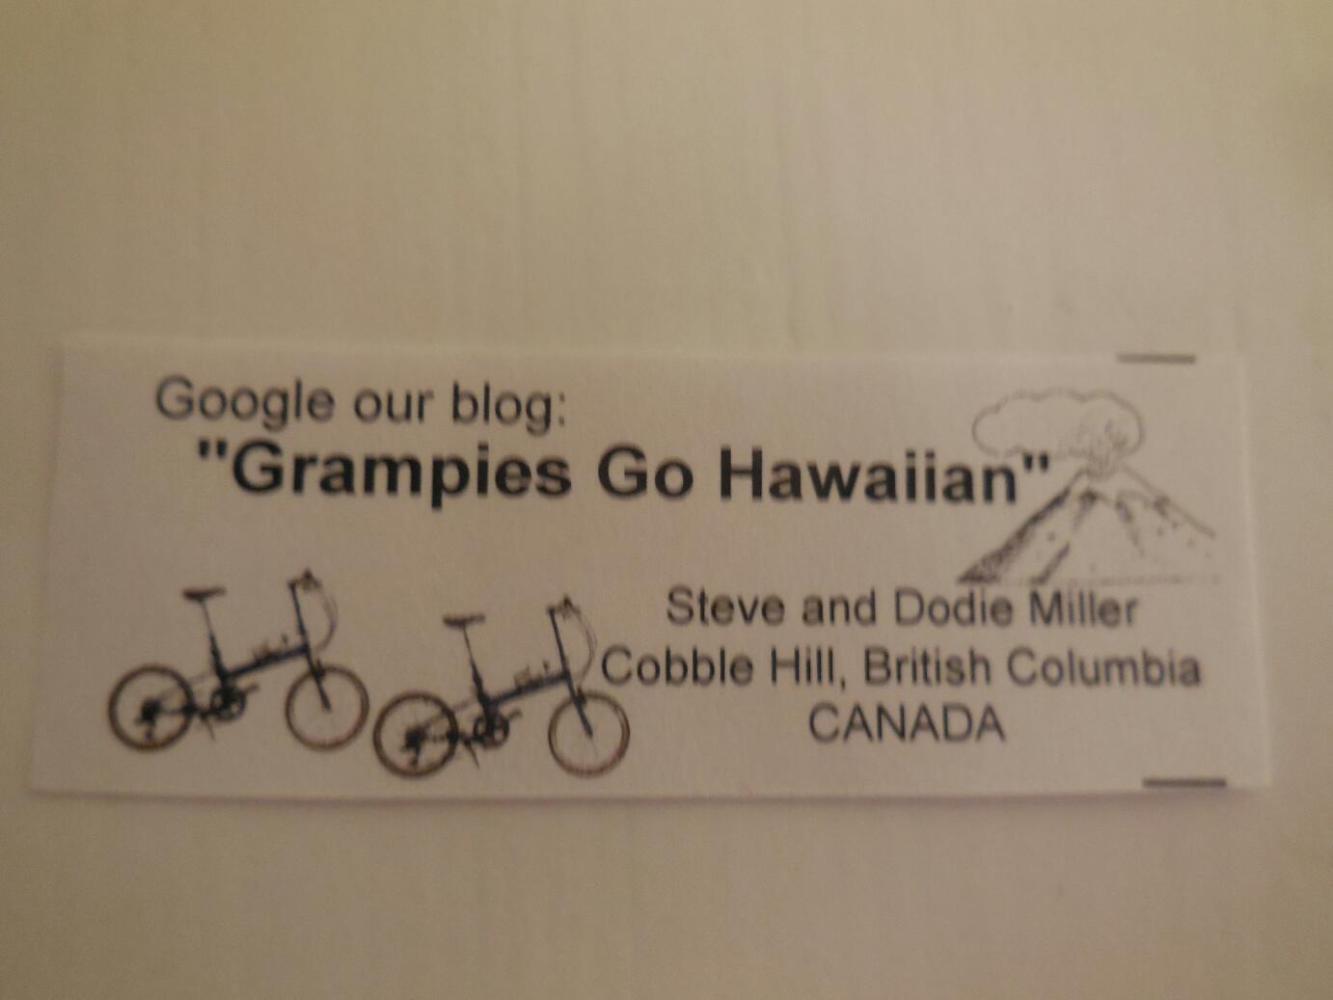 Google our blog:
"Grampies Go Hawaiian"
Steve and Dodie Miller
Cobble Hill, British Columbia
CANADA